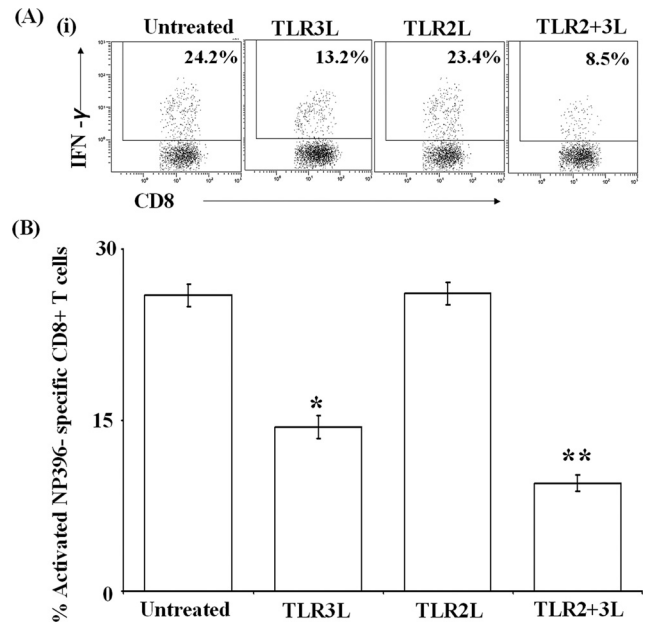 (A)
(i)
Untreated TLR3L TLR2L TLR2+3L
24.2% 13.2% 23.4% 8.5%
IFN -γ
CD8
(B)
% Activated NP396- specific CD8+ T cells
30
15
0
*
**
Untreated TLR3L TLR2L TLR2+3L